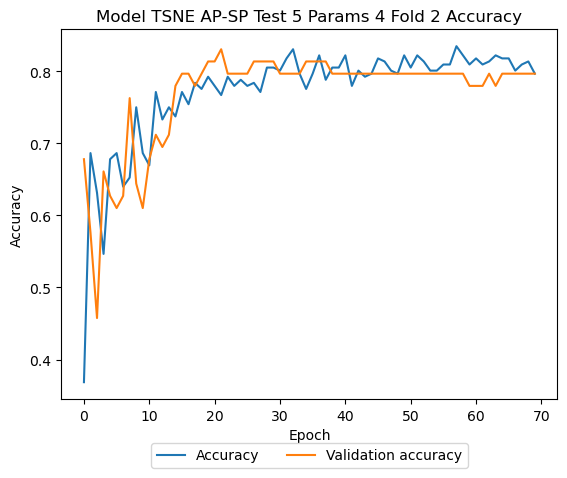 Model TSNE AP-SP Test 5 Params 4 Fold 2 Accuracy
Accuracy
0.8
0.7
0.6
0.5
0.4
0 10 20 30 40 50 60 70
Epoch
Accuracy Validation accuracy